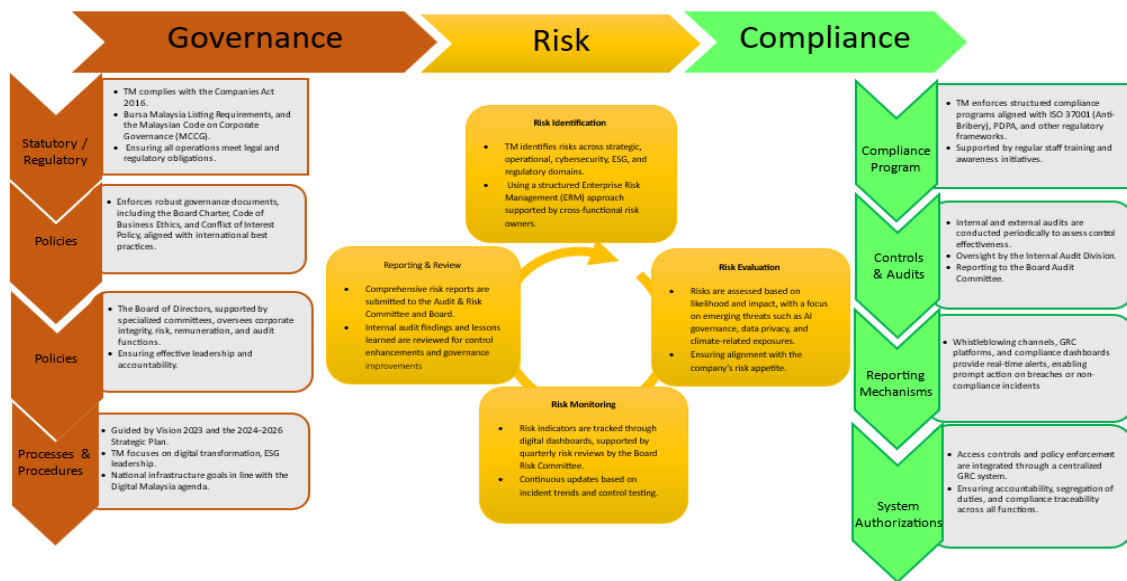 Governance
Risk
Compliance
Statutory /
Regulatory
• TM complies with the Companies Act
2016.
• Bursa Malaysia Listing Requirements, and
the Malaysian Code on Corporate
Governance (MCCG).
• Ensuring all operations meet legal and
regulatory obligations.
Policies
• Enforces robust governance documents,
including the Board Charter, Code of
Business Ethics, and Conflict of Interest
Policy, aligned with international best
practices.
Policies
• The Board of Directors, supported by
specialized committees, oversees corporate
integrity, risk, remuneration, and audit
functions.
• Ensuring effective leadership and
accountability.
Processes &
Procedures
• Guided by Vision 2023 and the 2024–2026
Strategic Plan.
• TM focuses on digital transformation, ESG
leadership.
• National infrastructure goals in line with the
Digital Malaysia agenda.
Risk Identification
• TM identifies risks across strategic,
operational, cybersecurity, ESG, and
regulatory domains.
• Using a structured Enterprise Risk
Management (ERM) approach
supported by cross-functional risk
owners.
Risk Evaluation
• Risks are assessed based on
likelihood and impact, with a focus
on emerging threats such as AI
governance, data privacy, and
climate-related exposures.
• Ensuring alignment with the
company's risk appetite.
Risk Monitoring
• Risk indicators are tracked through
digital dashboards, supported by
quarterly risk reviews by the Board
Risk Committee.
• Continuous updates based on
incident trends and control testing.
Reporting & Review
• Comprehensive risk reports are
submitted to the Audit & Risk
Committee and Board.
• Internal audit findings and lessons
learned are reviewed for control
enhancements and governance
improvements
Compliance
Program
• TM enforces structured compliance
programs aligned with ISO 37001 (Anti-
Bribery), PDPA, and other regulatory
frameworks.
• Supported by regular staff training and
awareness initiatives.
Controls
& Audits
• Internal and external audits are
conducted periodically to assess control
effectiveness.
• Oversight by the Internal Audit Division.
• Reporting to the Board Audit
Committee.
Reporting
Mechanisms
• Whistleblowing channels, GRC
platforms, and compliance dashboards
provide real-time alerts, enabling
prompt action on breaches or non-
compliance incidents
System
Authorizations
• Access controls and policy enforcement
are integrated through a centralized
GRC system.
• Ensuring accountability, segregation of
duties, and compliance traceability
across all functions.